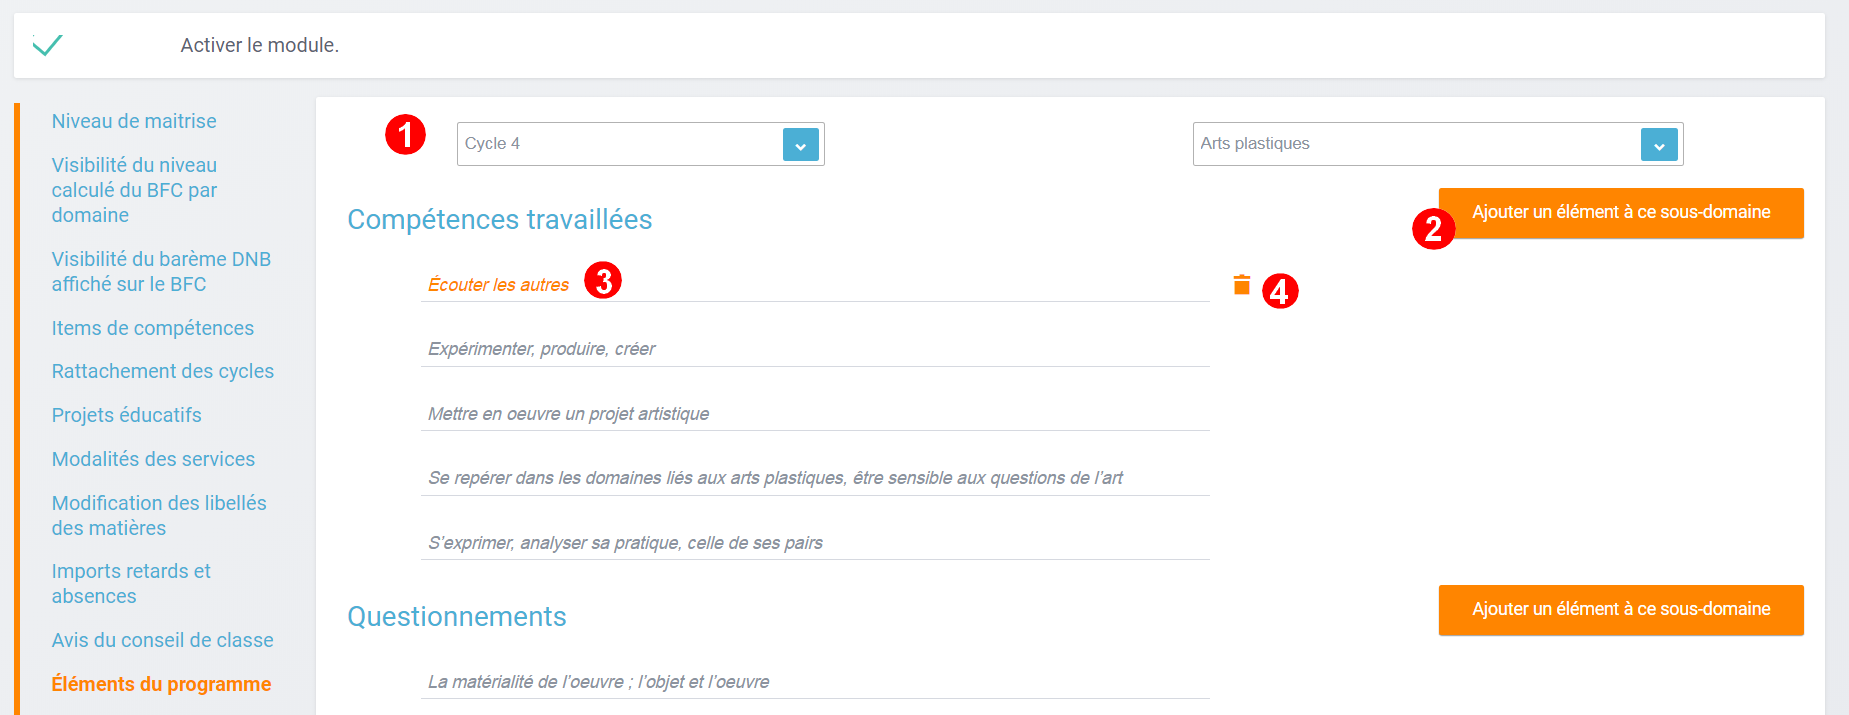 Activer le module.
Niveau de maitrise
Visibilité du niveau
calculé du BFC par
domaine
Visibilité du barème DNB
affiché sur le BFC
Items de compétences
Rattachement des cycles
Projets éducatifs
Modalités des services
Modification des libellés
des matières
Imports retards et
absences
Avis du conseil de classe
Éléments du programme
1
Cycle 4
Arts plastiques
Compétences travaillées
2
Ajouter un élément à ce sous-domaine
Écouter les autres
3
4
Expérimenter, produire, créer
Mettre en oeuvre un projet artistique
Se repérer dans les domaines liés aux arts plastiques, être sensible aux questions de l'art
S'exprimer, analyser sa pratique, celle de ses pairs
Questionnements
Ajouter un élément à ce sous-domaine
La matérialité de l'oeuvre ; l'objet et l'oeuvre